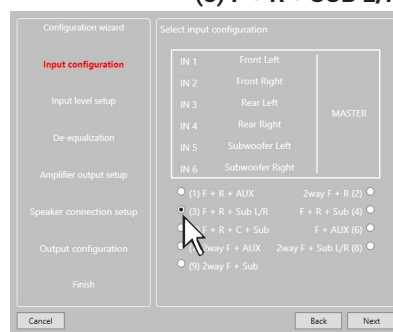 (3) F + R + SUB L/R
Configuration wizard
Input configuration
Input level setup
De-equalization
Amplifier output setup
Speaker connection setup
Output configuration
Finish
Select input configuration
IN 1 Front Left
IN 2 Front Right
IN 3 Rear Left
IN 4 Rear Right
IN 5 Subwoofer Left
IN 6 Subwoofer Right
MASTER
(1) F + R + AUX 2way F + R (2)
(3) F + R + Sub L/R F + R + Sub (4)
F + R + C + Sub F + AUX (6)
2way F + AUX 2way F + Sub L/R (8)
(9) 2way F + Sub
Cancel Back Next